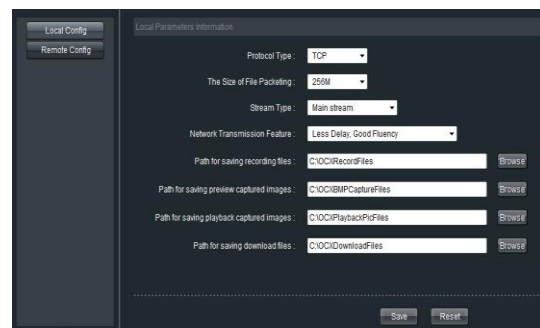 Local Config
Remote Config
Local Parameters Information
Protocol Type : TCP
The Size of File Packeting : 256M
Stream Type : Main stream
Network Transmission Feature : Less Delay, Good Fluency
Path for saving recording files : C:\OCX\RecordFiles Browse
Path for saving preview captured images : C:\OCX\BMPCaptureFiles Browse
Path for saving playback captured images : C:\OCX\PlaybackPicFiles Browse
Path for saving download files : C:\OCX\DownloadFiles Browse
Save Reset